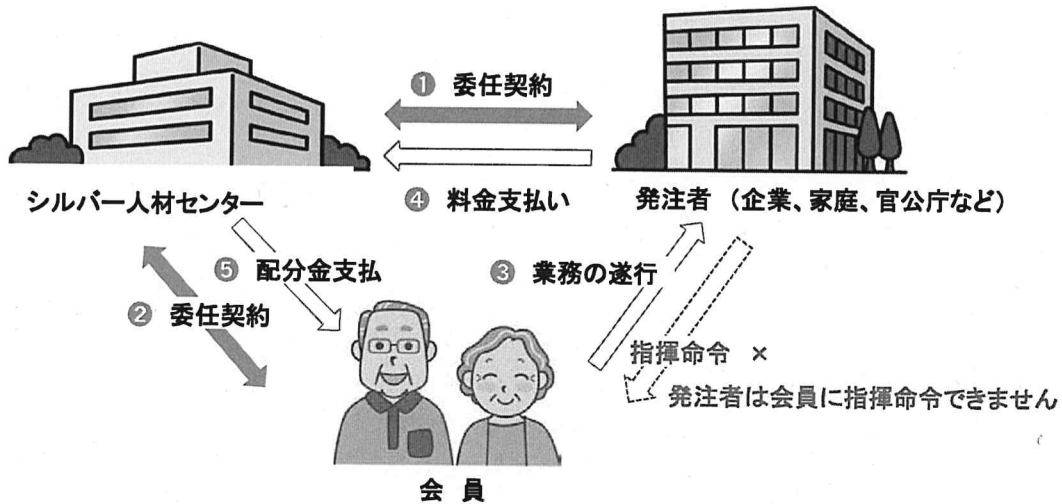 ❶ 委任契約
シルバー人材センター
❹ 料金支払い
発注者（企業、家庭、官公庁など）
❺ 配分金支払
❸ 業務の遂行
❷ 委任契約
指揮命令 ×
発注者は会員に指揮命令できません
会 員